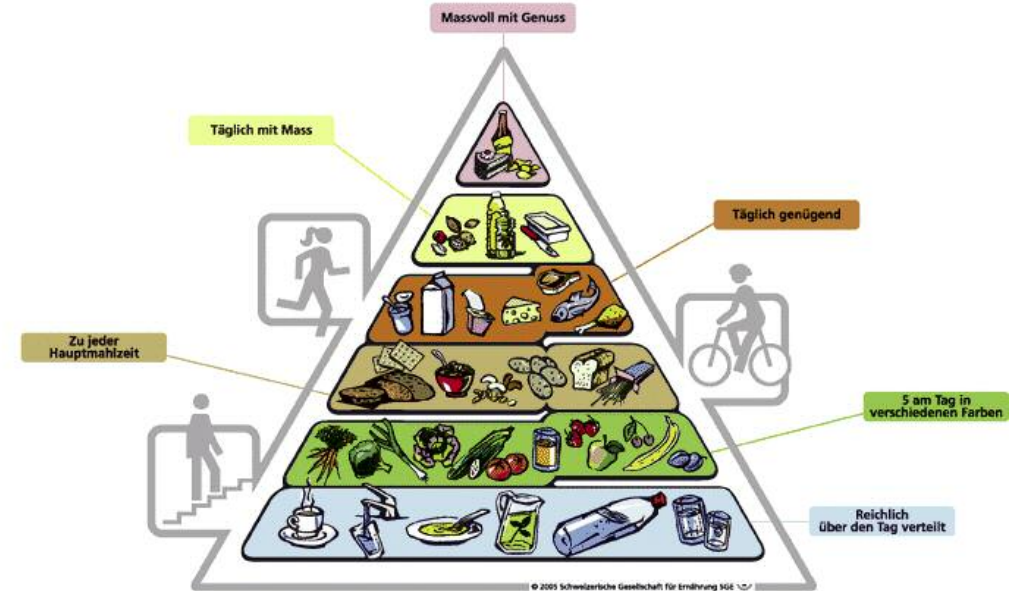 Massvoll mit Genuss
Täglich mit Mass
Täglich genügend
Zu jeder
Hauptmahlzeit
5 am Tag in
verschiedenen Farben
Reichlich
über den Tag verteilt
© 2005 Schweizerische Gesellschaft für Ernährung SGE